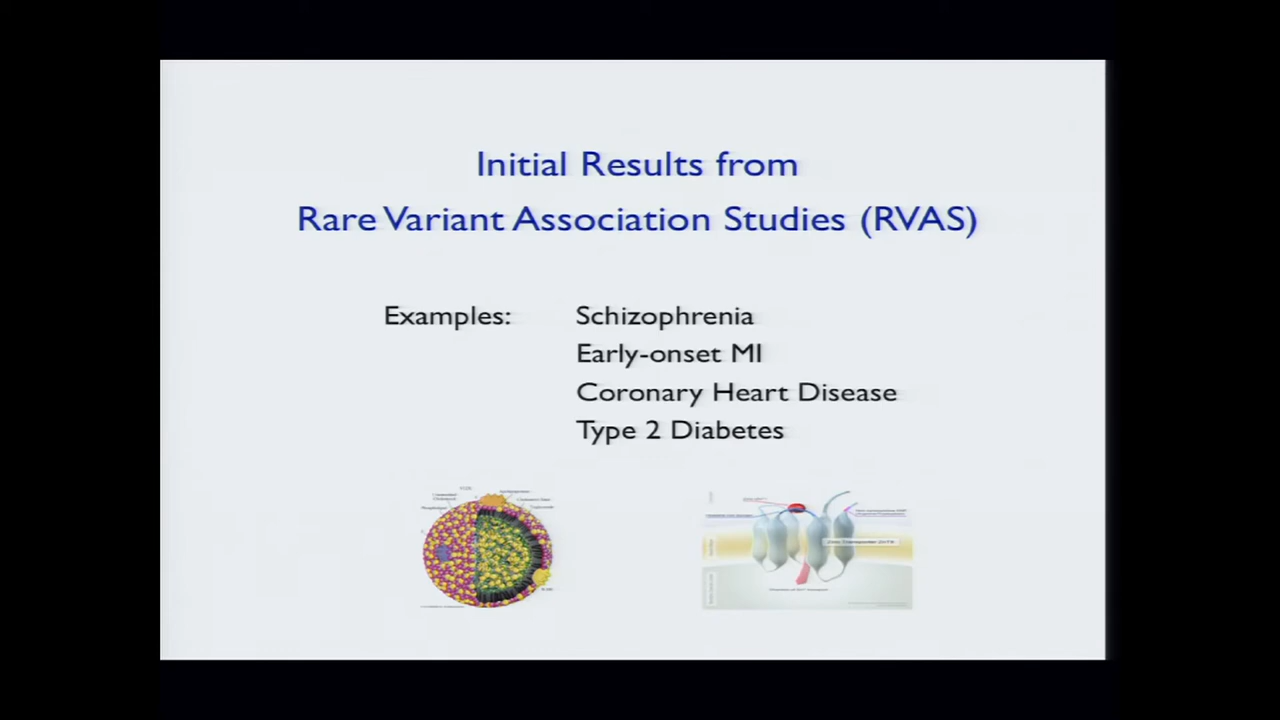 Initial Results from
Rare Variant Association Studies (RVAS)
Examples: Schizophrenia
Early-onset MI
Coronary Heart Disease
Type 2 Diabetes